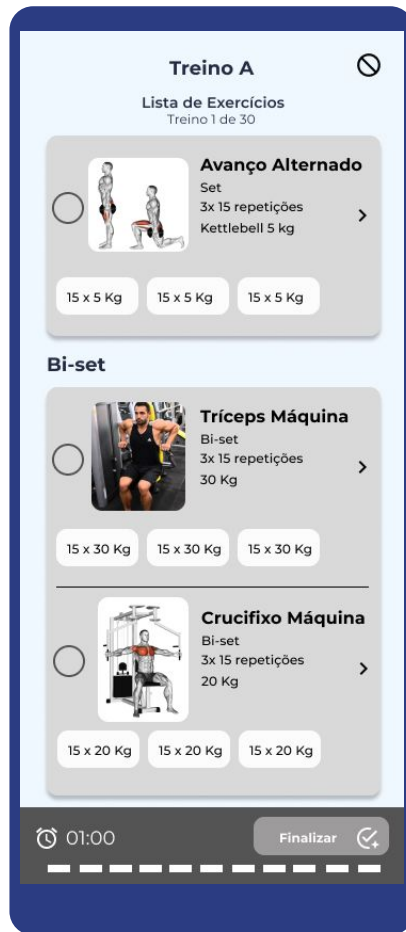 Treino A
Lista de Exercícios
Treino 1 de 30
Avanço Alternado
Set
3x 15 repetições
Kettlebell 5 kg
15 x 5 Kg 15 x 5 Kg 15 x 5 Kg
Bi-set
Tríceps Máquina
Bi-set
3x 15 repetições
30 Kg
15 x 30 Kg 15 x 30 Kg 15 x 30 Kg
Crucifixo Máquina
Bi-set
3x 15 repetições
20 Kg
15 x 20 Kg 15 x 20 Kg 15 x 20 Kg
01:00 Finalizar